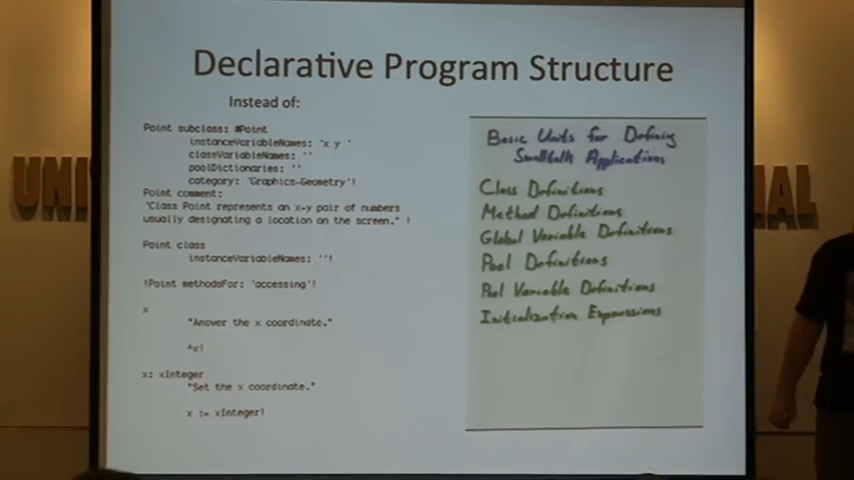 Declarative Program Structure
Instead of:
Point subclass: #Point
instanceVariableNames: 'x y '
classVariableNames: ''
poolDictionaries: ''
category: 'Graphics-Geometry'!
Point comment:
"Class Point represents an x-y pair of numbers
usually designating a location on the screen." !
Point class
instanceVariableNames: ''!
!Point methodsFor: 'accessing'!
x
"Answer the x coordinate."
^x!
x: xInteger
"Set the x coordinate."
x := xInteger!
Basic Units for Defining
Smalltalk Applications
Class Definitions
Method Definitions
Global Variable Definitions
Pool Definitions
Pool Variable Definitions
Initialization Expressions
UNI
AL